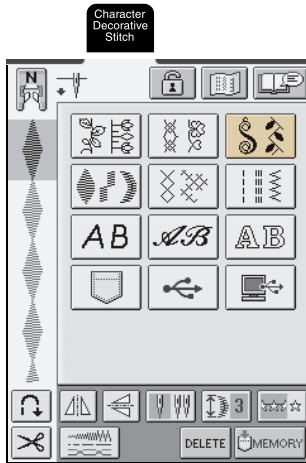 Character
Decorative
Stitch
N
S
AB
AB
AB
3
DELETE
MEMORY